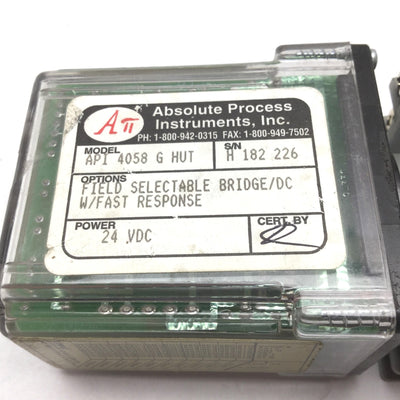 Aπ
Absolute Process
Instruments, Inc.
PH: 1-800-942-0315 FAX: 1-800-949-7502
MODEL S/N
API 4058 G HUT H 182 226
OPTIONS
FIELD SELECTABLE BRIDGE/DC
W/FAST RESPONSE
POWER CERT. BY
24 VDC